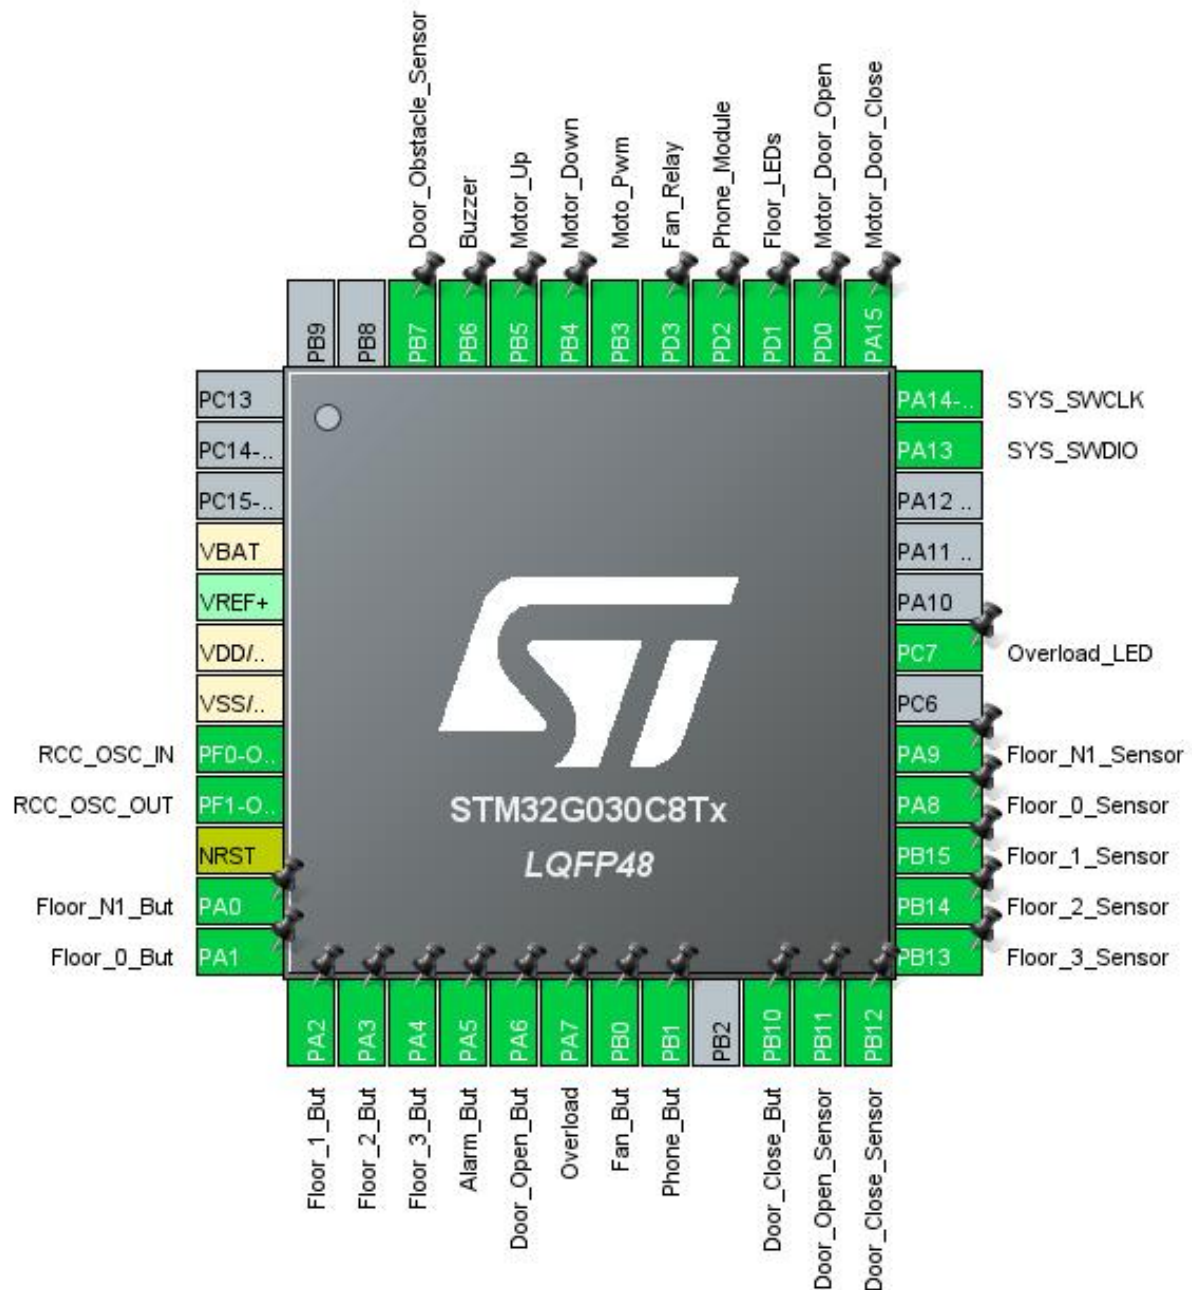 Door_Obstacle_Sensor
Buzzer
Motor_Up
Motor_Down
Moto_Pwm
Fan_Relay
Phone_Module
Floor_LEDs
Motor_Door_Open
Motor_Door_Close
PB9
PB8
PB7
PB6
PB5
PB4
PB3
PD3
PD2
PD1
PD0
PA15
PC13
PC14-..
PC15-..
VBAT
VREF+
VDD/..
VSS/..
RCC_OSC_IN PF0-O..
RCC_OSC_OUT PF1-O..
NRST
Floor_N1_But PA0
Floor_0_But PA1
ST
STM32G030C8Tx
LQFP48
PA14-.. SYS_SWCLK
PA13 SYS_SWDIO
PA12 ..
PA11 ..
PA10
PC7 Overload_LED
PC6
PA9 Floor_N1_Sensor
PA8 Floor_0_Sensor
PB15 Floor_1_Sensor
PB14 Floor_2_Sensor
PB13 Floor_3_Sensor
PA2
PA3
PA4
PA5
PA6
PA7
PB0
PB1
PB2
PB10
PB11
PB12
Floor_1_But
Floor_2_But
Floor_3_But
Alarm_But
Door_Open_But
Overload
Fan_But
Phone_But
Door_Close_But
Door_Open_Sensor
Door_Close_Sensor